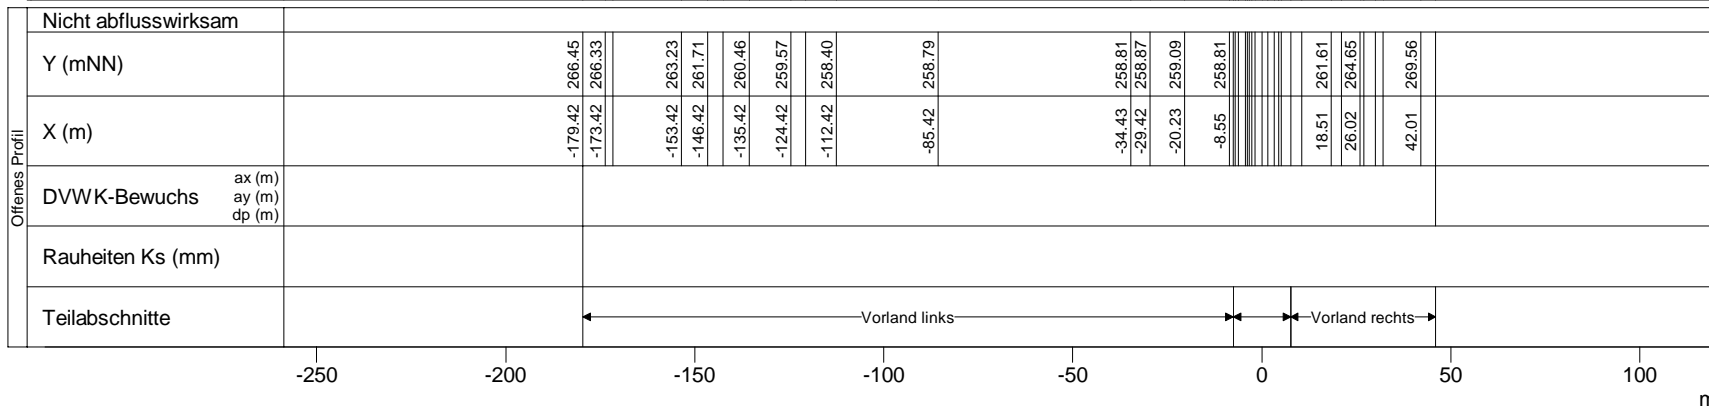 Offenes Profil
Nicht abflusswirksam
Y (mNN)
266.45 266.33 263.23 261.71 260.46 259.57 258.40 258.79 258.81 258.87 259.09 258.81 261.61 264.65 269.56
X (m)
-179.42 -173.42 -153.42 -146.42 -135.42 -124.42 -112.42 -85.42 -34.43 -29.42 -20.23 -8.55 18.51 26.02 42.01
DVWK-Bewuchs
ax (m)
ay (m)
dp (m)
Rauheiten Ks (mm)
Teilabschnitte
Vorland links Vorland rechts
-250 -200 -150 -100 -50 0 50 100